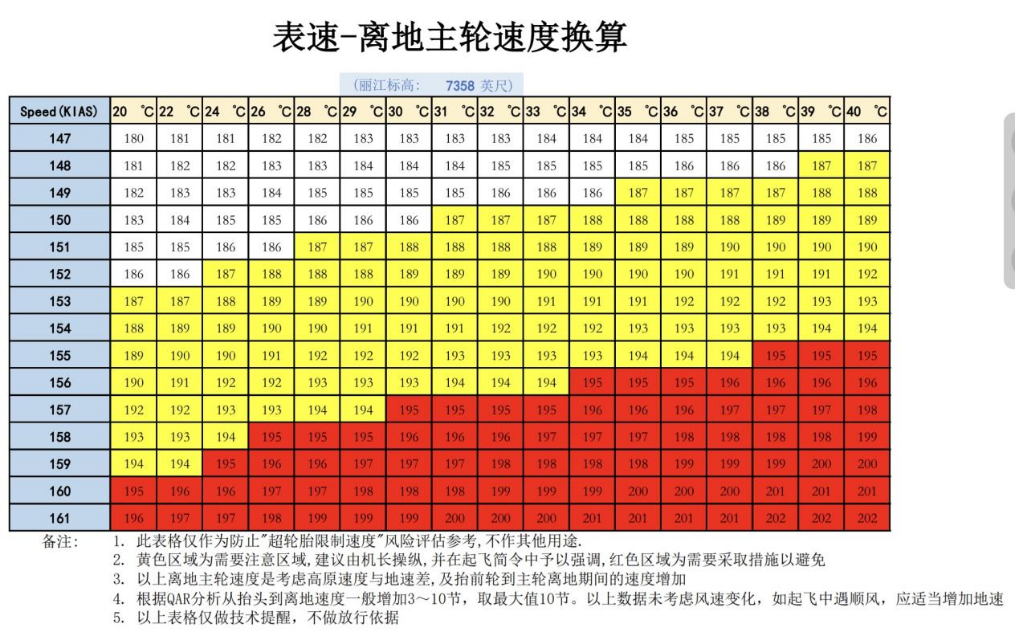 表速-离地主轮速度换算
(丽江标高: 7358 英尺)
Speed(KIAS) 20 ℃ 22 ℃ 24 ℃ 26 ℃ 28 ℃ 29 ℃ 30 ℃ 31 ℃ 32 ℃ 33 ℃ 34 ℃ 35 ℃ 36 ℃ 37 ℃ 38 ℃ 39 ℃ 40 ℃
147 180 181 181 182 182 183 183 183 183 184 184 184 185 185 185 185 186
148 181 182 182 183 183 184 184 184 185 185 185 185 186 186 186 187 187
149 182 183 183 184 185 185 185 185 186 186 186 187 187 187 187 188 188
150 183 184 185 185 186 186 186 187 187 187 188 188 188 188 189 189 189
151 185 185 186 186 187 187 188 188 188 188 189 189 189 190 190 190 190
152 186 186 187 188 188 188 189 189 189 190 190 190 190 191 191 191 192
153 187 187 188 189 189 190 190 190 190 191 191 191 192 192 192 193 193
154 188 189 189 190 190 191 191 191 192 192 192 193 193 193 193 194 194
155 189 190 190 191 192 192 192 193 193 193 193 194 194 194 195 195 195
156 190 191 192 192 193 193 193 194 194 194 195 195 195 196 196 196 196
157 192 192 193 193 194 194 195 195 195 195 196 196 196 197 197 197 198
158 193 193 194 195 195 195 196 196 196 197 197 197 198 198 198 198 199
159 194 194 195 196 196 197 197 197 198 198 198 198 199 199 199 200 200
160 195 196 196 197 197 198 198 198 199 199 199 200 200 200 201 201 201
161 196 197 197 198 199 199 199 200 200 200 201 201 201 201 202 202 202
备注: 1. 此表格仅作为防止"超轮胎限制速度"风险评估参考,不作其他用途.
2. 黄色区域为需要注意区域,建议由机长操纵,并在起飞简令中予以强调,红色区域为需要采取措施以避免
3. 以上离地主轮速度是考虑高原速度与地速差,及抬前轮到主轮离地期间的速度增加
4. 根据QAR分析从抬头到离地速度一般增加3～10节，取最大值10节。以上数据未考虑风速变化，如起飞中遇顺风，应适当增加地速
5. 以上表格仅做技术提醒，不做放行依据